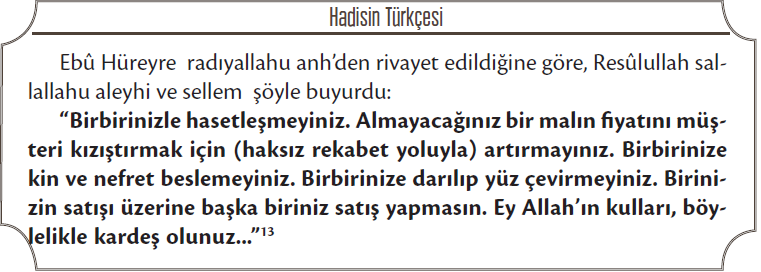 Hadisin Türkçesi
Ebû Hüreyre radıyallahu anh’den rivayet edildiğine göre, Resûlullah sal-
lallahu aleyhi ve sellem şöyle buyurdu:
“Birbirinizle hasetleşmeyiniz. Almayacağınız bir malın fiyatını müş-
teri kızıştırmak için (haksız rekabet yoluyla) artırmayınız. Birbirinize
kin ve nefret beslemeyiniz. Birbirinize darılıp yüz çevirmeyiniz. Birini-
zin satışı üzerine başka biriniz satış yapmasın. Ey Allah’ın kulları, böy-
lelikle kardeş olunuz...”13